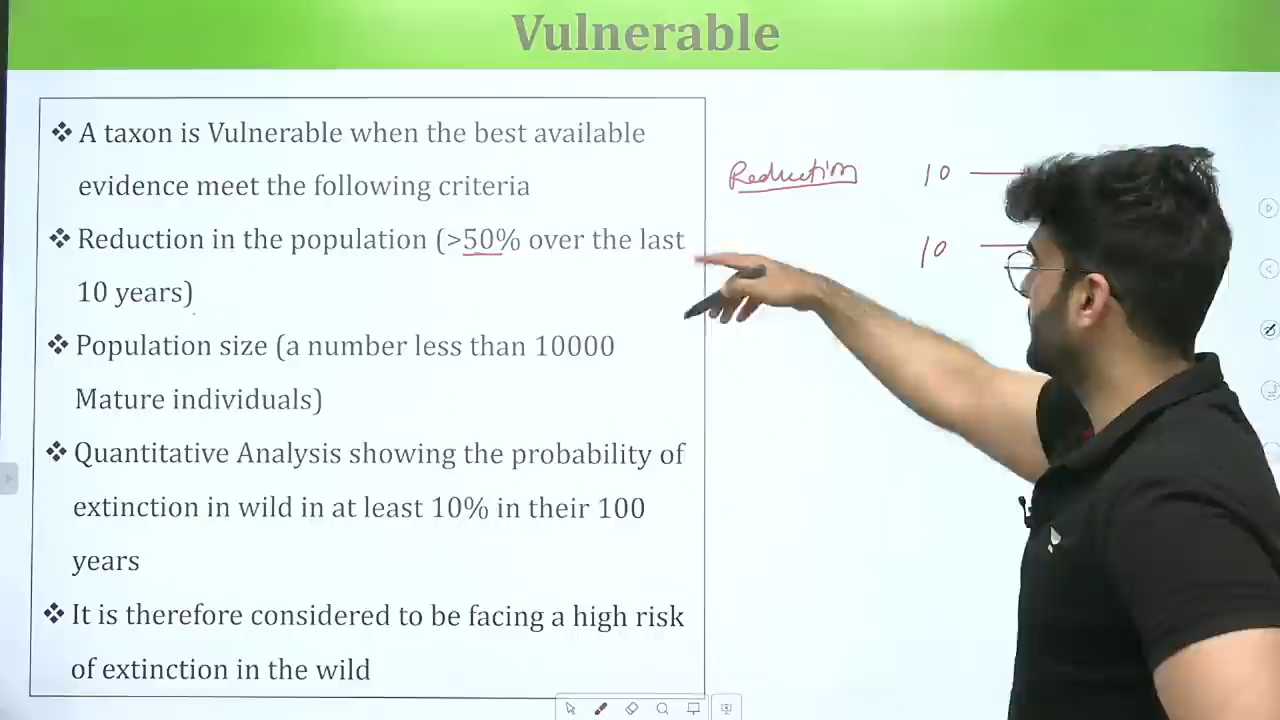 Vulnerable
❖ A taxon is Vulnerable when the best available
evidence meet the following criteria
Reduction 10
❖ Reduction in the population (>50% over the last
10 years)
10
❖ Population size (a number less than 10000
Mature individuals)
❖ Quantitative Analysis showing the probability of
extinction in wild in at least 10% in their 100
years
❖ It is therefore considered to be facing a high risk
of extinction in the wild